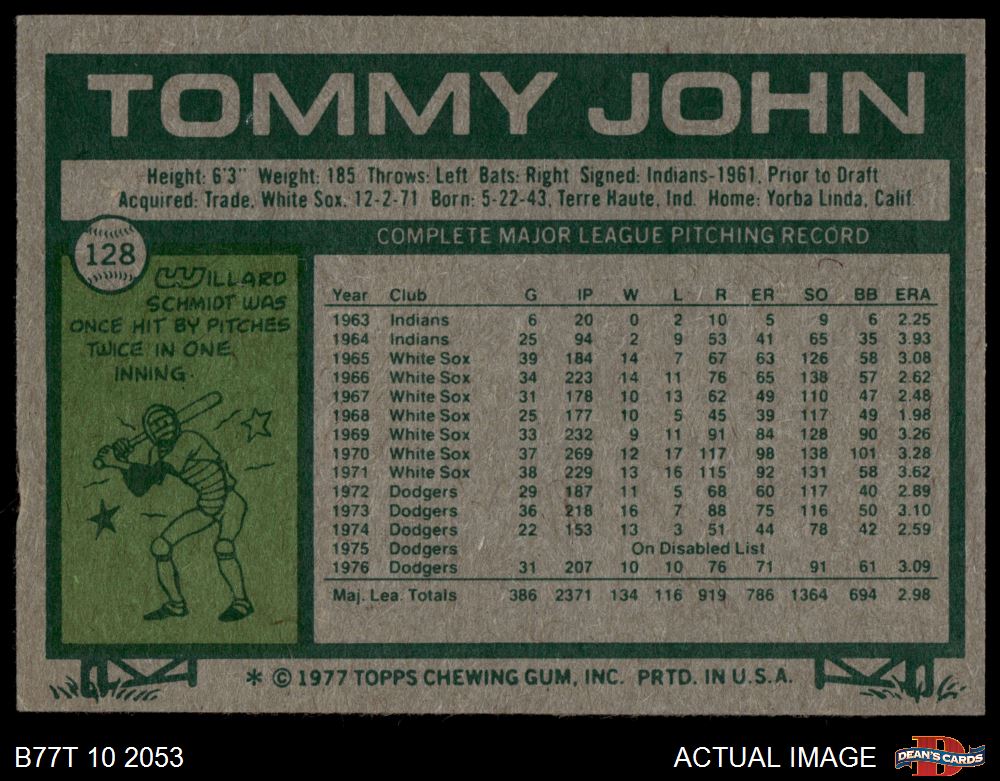 TOMMY JOHN
Height: 6'3" Weight: 185 Throws: Left Bats: Right Signed: Indians-1961, Prior to Draft
Acquired: Trade, White Sox, 12-2-71 Born: 5-22-43, Terre Haute, Ind. Home: Yorba Linda, Calif.
128
COMPLETE MAJOR LEAGUE PITCHING RECORD
WILLARD
SCHMIDT WAS
ONCE HIT BY PITCHES
TWICE IN ONE
INNING.
Year Club G IP W L R ER SO BB ERA
1963 Indians 6 20 0 2 10 5 9 6 2.25
1964 Indians 25 94 2 9 53 41 65 35 3.93
1965 White Sox 39 184 14 7 67 63 126 58 3.08
1966 White Sox 34 223 14 11 76 65 138 57 2.62
1967 White Sox 31 178 10 13 62 49 110 47 2.48
1968 White Sox 25 177 10 5 45 39 117 49 1.98
1969 White Sox 33 232 9 11 91 84 128 90 3.26
1970 White Sox 37 269 12 17 117 98 138 101 3.28
1971 White Sox 38 229 13 16 115 92 131 58 3.62
1972 Dodgers 29 187 11 5 68 60 117 40 2.89
1973 Dodgers 36 218 16 7 88 75 116 50 3.10
1974 Dodgers 22 153 13 3 51 44 78 42 2.59
1975 Dodgers On Disabled List
1976 Dodgers 31 207 10 10 76 71 91 61 3.09
Maj. Lea. Totals 386 2371 134 116 919 786 1364 694 2.98
* © 1977 TOPPS CHEWING GUM, INC. PRTD. IN U.S.A.
B77T 10 2053
ACTUAL IMAGE
DEAN'S CARDS